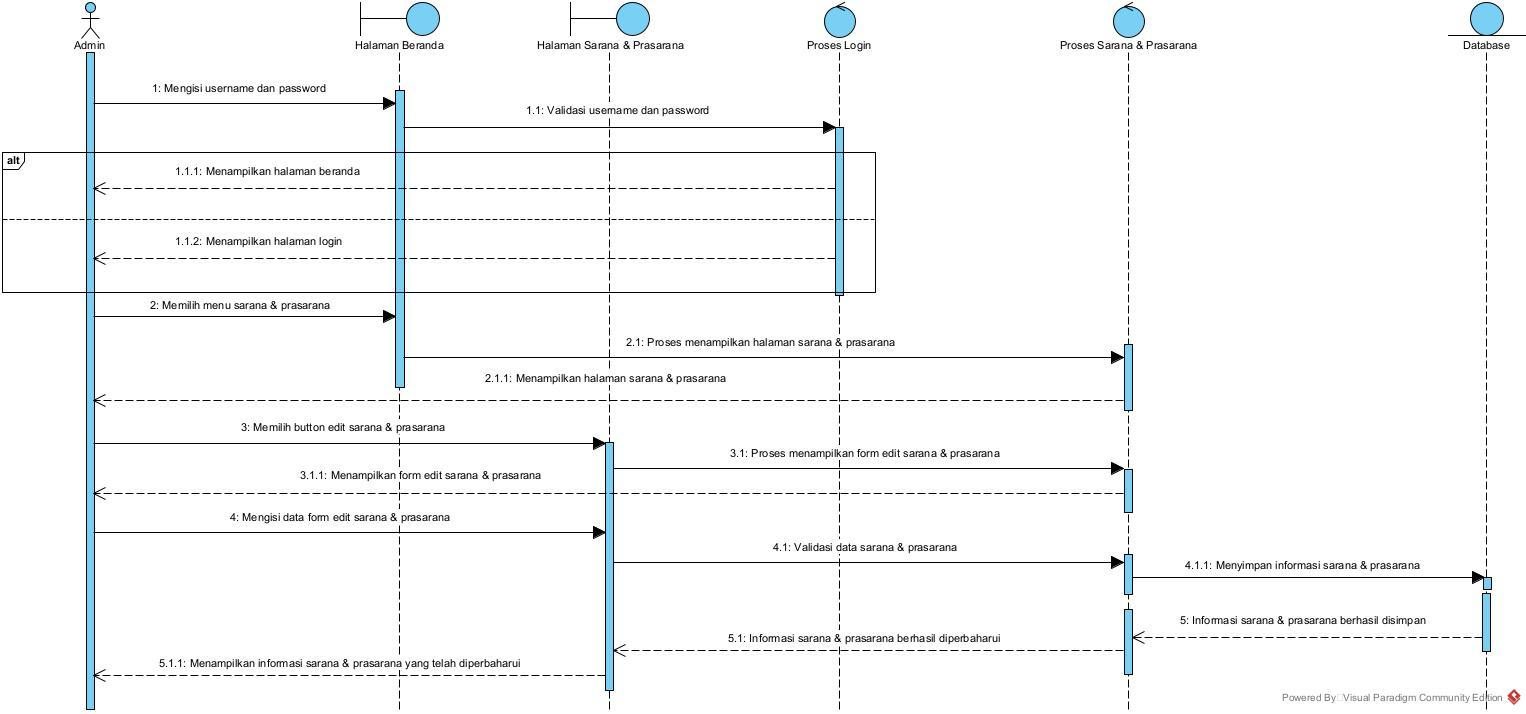 Admin
Halaman Beranda
Halaman Sarana & Prasarana
Proses Login
Proses Sarana & Prasarana
Database
1: Mengisi username dan password
1.1: Validasi username dan password
alt
1.1.1: Menampilkan halaman beranda
1.1.2: Menampilkan halaman login
2: Memilih menu sarana & prasarana
2.1: Proses menampilkan halaman sarana & prasarana
2.1.1: Menampilkan halaman sarana & prasarana
3: Memilih button edit sarana & prasarana
3.1: Proses menampilkan form edit sarana & prasarana
3.1.1: Menampilkan form edit sarana & prasarana
4: Mengisi data form edit sarana & prasarana
4.1: Validasi data sarana & prasarana
4.1.1: Menyimpan informasi sarana & prasarana
5: Informasi sarana & prasarana berhasil disimpan
5.1: Informasi sarana & prasarana berhasil diperbaharui
5.1.1: Menampilkan informasi sarana & prasarana yang telah diperbaharui
Powered By Visual Paradigm Community Edition